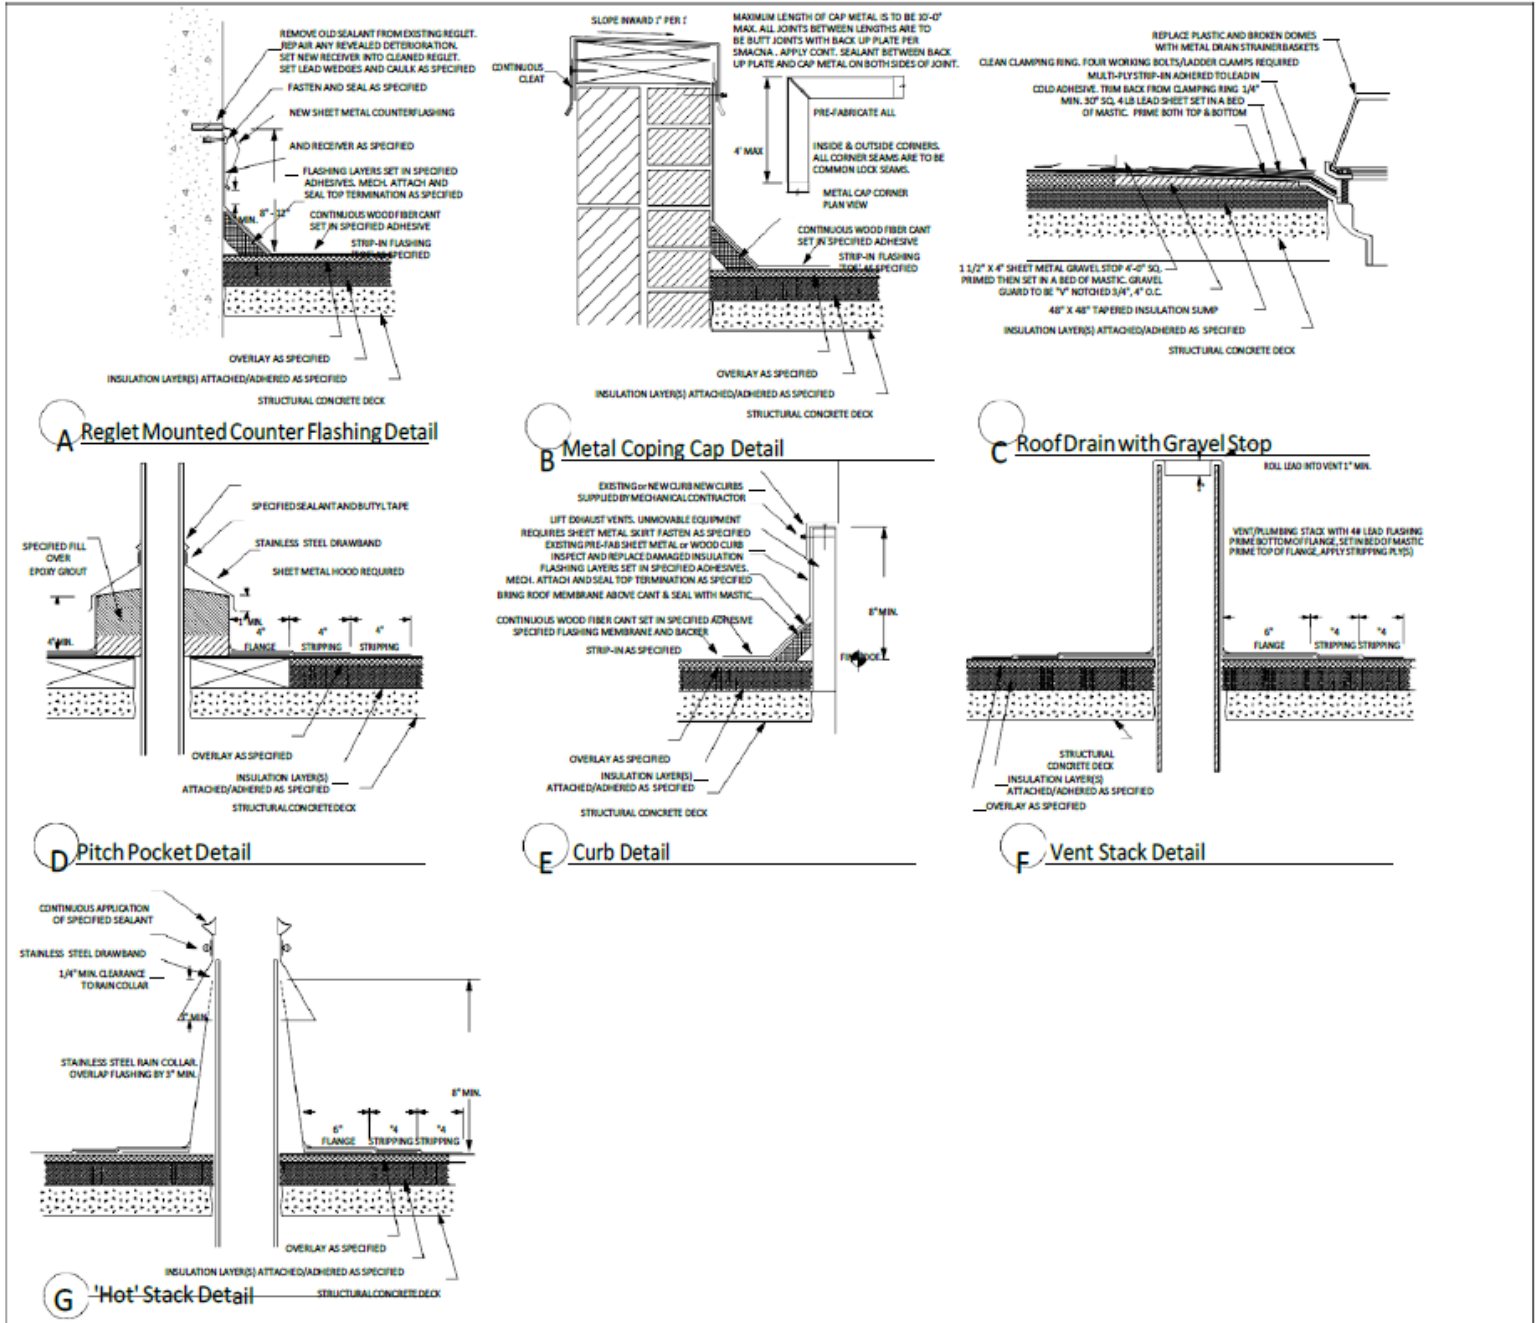 REMOVE OLD SEALANT FROM EXISTING REGLET.
REPAIR ANY REVEALED DETERIORATION.
SET NEW RECEIVER INTO CLEANED REGLET.
SET LEAD WEDGES AND CAULK AS SPECIFIED
FASTEN AND SEAL AS SPECIFIED
NEW SHEET METAL COUNTERFLASHING
AND RECEIVER AS SPECIFIED
FLASHING LAYERS SET IN SPECIFIED
ADHESIVES. MECH. ATTACH AND
SEAL TOP TERMINATION AS SPECIFIED
8" - 12"
MIN.
CONTINUOUS WOOD FIBER CANT
SET IN SPECIFIED ADHESIVE
STRIP-IN FLASHING
AS SPECIFIED
OVERLAY AS SPECIFIED
INSULATION LAYER(S) ATTACHED/ADHERED AS SPECIFIED
STRUCTURAL CONCRETE DECK
A Reglet Mounted Counter Flashing Detail
SLOPE INWARD 1" PER 1'
CONTINUOUS
CLEAT
MAXIMUM LENGTH OF CAP METAL IS TO BE 10'-0"
MAX. ALL JOINTS BETWEEN LENGTHS ARE TO
BE BUTT JOINTS WITH BACK UP PLATE PER
SMACNA . APPLY CONT. SEALANT BETWEEN BACK
UP PLATE AND CAP METAL ON BOTH SIDES OF JOINT.
PRE-FABRICATE ALL
4' MAX
INSIDE & OUTSIDE CORNERS.
ALL CORNER SEAMS ARE TO BE
COMMON LOCK SEAMS.
METAL CAP CORNER
PLAN VIEW
CONTINUOUS WOOD FIBER CANT
SET IN SPECIFIED ADHESIVE
STRIP-IN FLASHING
"TOE" AS SPECIFIED
OVERLAY AS SPECIFIED
INSULATION LAYER(S) ATTACHED/ADHERED AS SPECIFIED
STRUCTURAL CONCRETE DECK
B Metal Coping Cap Detail
REPLACE PLASTIC AND BROKEN DOMES
WITH METAL DRAIN STRAINER BASKETS
CLEAN CLAMPING RING. FOUR WORKING BOLTS/LADDER CLAMPS REQUIRED
MULTI-PLY STRIP-IN ADHERED TO LEAD IN
COLD ADHESIVE. TRIM BACK FROM CLAMPING RING 1/4"
MIN. 30" SQ, 4 LB LEAD SHEET SET IN A BED
OF MASTIC. PRIME BOTH TOP & BOTTOM
1 1/2" X 4" SHEET METAL GRAVEL STOP 4'-0" SQ,
PRIMED THEN SET IN A BED OF MASTIC. GRAVEL
GUARD TO BE "V" NOTCHED 3/4", 4" O.C.
48" X 48" TAPERED INSULATION SUMP
INSULATION LAYER(S) ATTACHED/ADHERED AS SPECIFIED
STRUCTURAL CONCRETE DECK
C Roof Drain with Gravel Stop
SPECIFIED SEALANT AND BUTYL TAPE
SPECIFIED FILL
OVER
EPOXY GROUT
STAINLESS STEEL DRAWBAND
SHEET METAL HOOD REQUIRED
1" MIN.
4" MIN.
4"
FLANGE
4"
STRIPPING
4"
STRIPPING
OVERLAY AS SPECIFIED
INSULATION LAYER(S)
ATTACHED/ADHERED AS SPECIFIED
STRUCTURAL CONCRETE DECK
D Pitch Pocket Detail
EXISTING or NEW CURB NEW CURBS
SUPPLIED BY MECHANICAL CONTRACTOR
LIFT EXHAUST VENTS. UNMOVABLE EQUIPMENT
REQUIRES SHEET METAL SKIRT FASTEN AS SPECIFIED
EXISTING PRE-FAB SHEET METAL or WOOD CURB
INSPECT AND REPLACE DAMAGED INSULATION
FLASHING LAYERS SET IN SPECIFIED ADHESIVES.
MECH. ATTACH AND SEAL TOP TERMINATION AS SPECIFIED
BRING ROOF MEMBRANE ABOVE CANT & SEAL WITH MASTIC
CONTINUOUS WOOD FIBER CANT SET IN SPECIFIED ADHESIVE
SPECIFIED FLASHING MEMBRANE AND BACKER
STRIP-IN AS SPECIFIED
8" MIN.
OVERLAY AS SPECIFIED
INSULATION LAYER(S)
ATTACHED/ADHERED AS SPECIFIED
STRUCTURAL CONCRETE DECK
E Curb Detail
ROLL LEAD INTO VENT 1" MIN.
1"
VENT/PLUMBING STACK WITH 4# LEAD FLASHING
PRIME BOTTOM OF FLANGE, SET IN BED OF MASTIC
PRIME TOP OF FLANGE, APPLY STRIPPING PLY(S)
6"
FLANGE
"4
STRIPPING
"4
STRIPPING
STRUCTURAL
CONCRETE DECK
INSULATION LAYER(S)
ATTACHED/ADHERED AS SPECIFIED
OVERLAY AS SPECIFIED
F Vent Stack Detail
CONTINUOUS APPLICATION
OF SPECIFIED SEALANT
STAINLESS STEEL DRAWBAND
1/4" MIN. CLEARANCE
TO RAIN COLLAR
3" MIN.
STAINLESS STEEL RAIN COLLAR.
OVERLAP FLASHING BY 3" MIN.
8" MIN.
6"
FLANGE
"4
STRIPPING
"4
STRIPPING
OVERLAY AS SPECIFIED
INSULATION LAYER(S) ATTACHED/ADHERED AS SPECIFIED
STRUCTURAL CONCRETE DECK
G 'Hot' Stack Detail